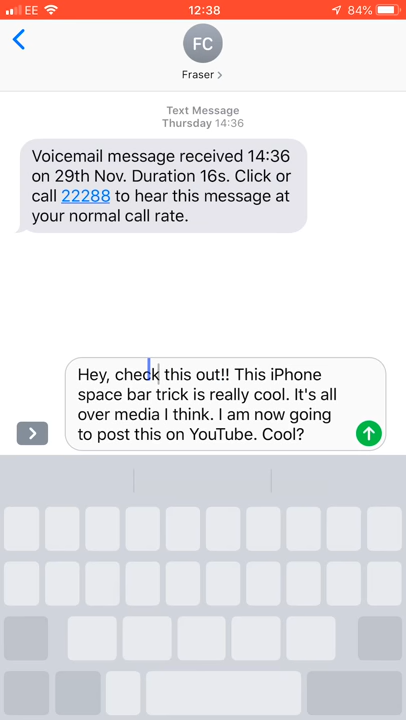 EE
12:38
84%
FC
Fraser >
Text Message
Thursday 14:36
Voicemail message received 14:36
on 29th Nov. Duration 16s. Click or
call 22288 to hear this message at
your normal call rate.
Hey, check this out!! This iPhone
space bar trick is really cool. It's all
over media I think. I am now going
to post this on YouTube. Cool?